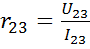 r₂₃ = U₂₃ / I₂₃